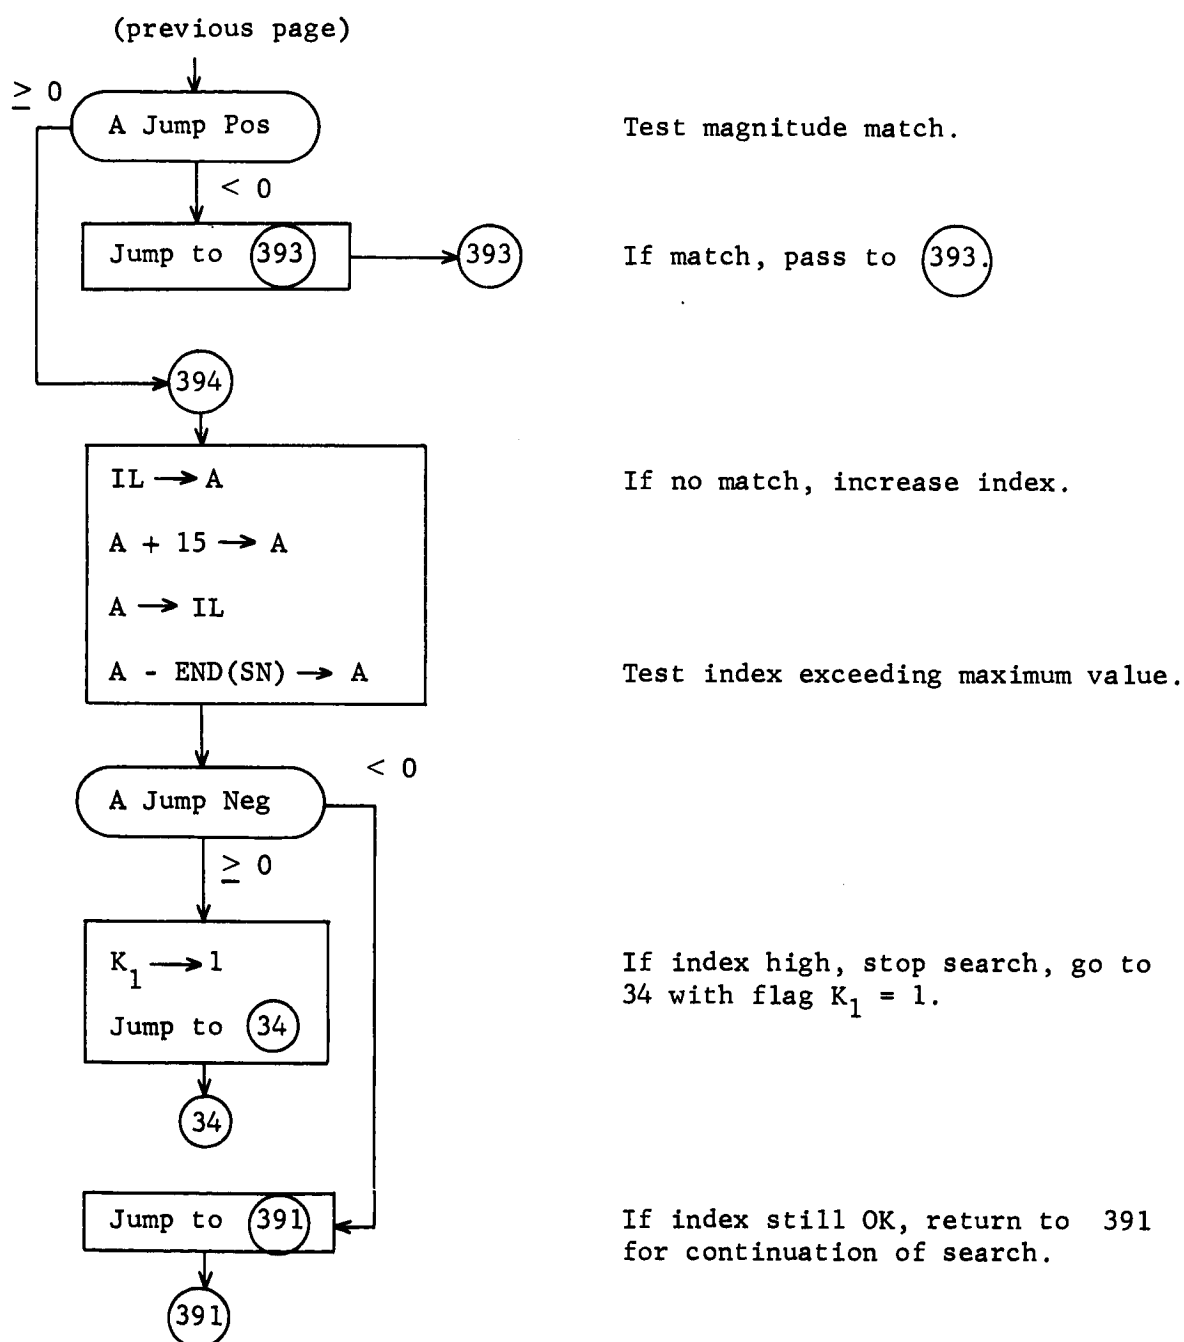 (previous page)
≥ 0
A Jump Pos
Test magnitude match.
< 0
Jump to 393
393
If match, pass to 393.
394
IL → A
If no match, increase index.
A + 15 → A
A → IL
A - END(SN) → A
Test index exceeding maximum value.
< 0
A Jump Neg
≥ 0
K₁ → 1
If index high, stop search, go to
34 with flag K₁ = 1.
Jump to 34
34
Jump to 391
If index still OK, return to 391
for continuation of search.
391